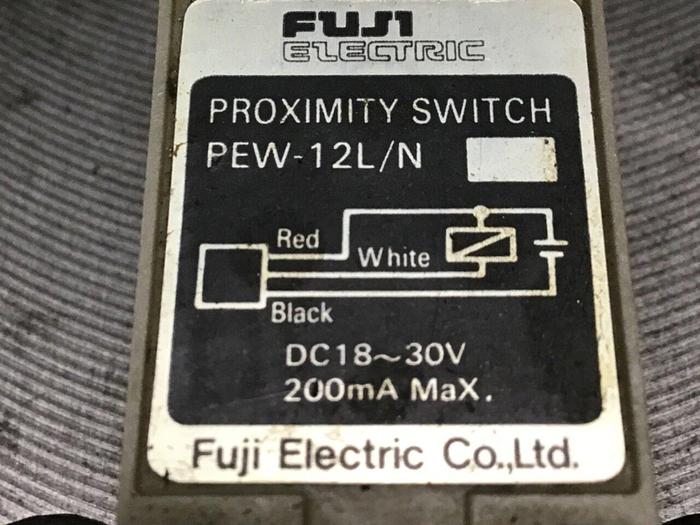 FUJI
ELECTRIC
PROXIMITY SWITCH
PEW-12L/N
Red
White
Black
DC18~30V
200mA MaX.
Fuji Electric Co.,Ltd.